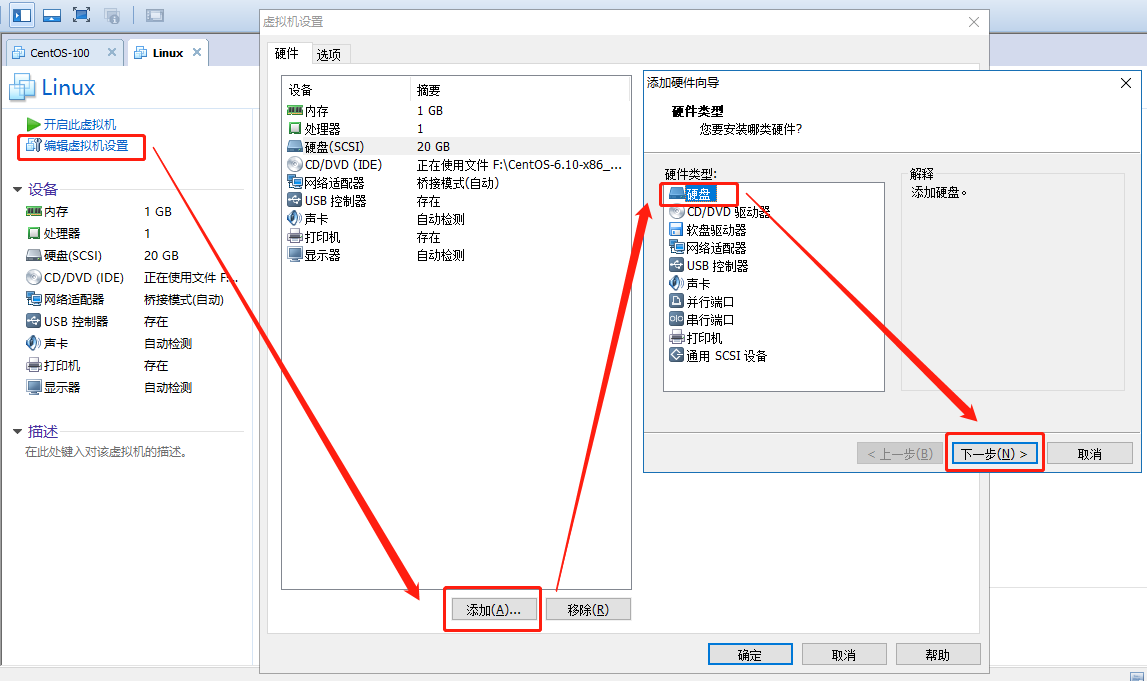 CentOS-100
Linux
Linux
开启此虚拟机
编辑虚拟机设置
设备
内存 1 GB
处理器 1
硬盘(SCSI) 20 GB
CD/DVD (IDE) 正在使用文件 F:...
网络适配器 桥接模式(自动)
USB 控制器 存在
声卡 自动检测
打印机 存在
显示器 自动检测
描述
在此处键入对该虚拟机的描述。
虚拟机设置
硬件 选项
设备 摘要
内存 1 GB
处理器 1
硬盘(SCSI) 20 GB
CD/DVD (IDE) 正在使用文件 F:\CentOS-6.10-x86_...
网络适配器 桥接模式(自动)
USB 控制器 存在
声卡 自动检测
打印机 存在
显示器 自动检测
添加(A)... 移除(R)
确定 取消 帮助
添加硬件向导
硬件类型
您要安装哪类硬件?
硬件类型:
硬盘
CD/DVD 驱动器
软盘驱动器
网络适配器
USB 控制器
声卡
并行端口
串行端口
打印机
通用 SCSI 设备
解释
添加硬盘。
< 上一步(B) 下一步(N) > 取消